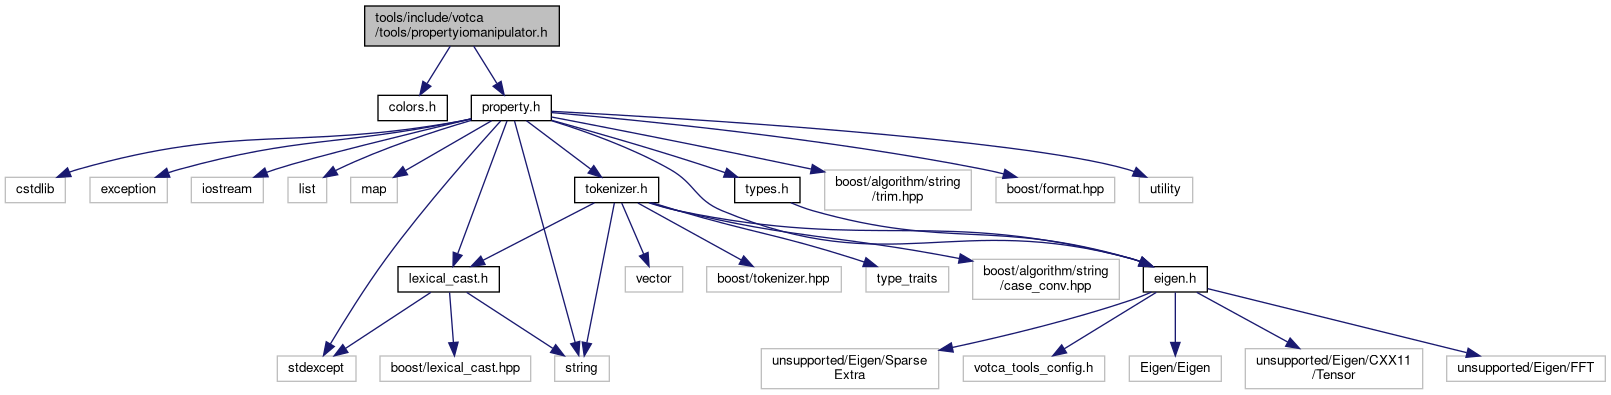 tools/include/votca
/tools/propertyiomanipulator.h
colors.h
property.h
cstdlib
exception
iostream
list
map
tokenizer.h
types.h
boost/algorithm/string
/trim.hpp
boost/format.hpp
utility
lexical_cast.h
vector
boost/tokenizer.hpp
type_traits
boost/algorithm/string
/case_conv.hpp
eigen.h
stdexcept
boost/lexical_cast.hpp
string
unsupported/Eigen/Sparse
Extra
votca_tools_config.h
Eigen/Eigen
unsupported/Eigen/CXX11
/Tensor
unsupported/Eigen/FFT